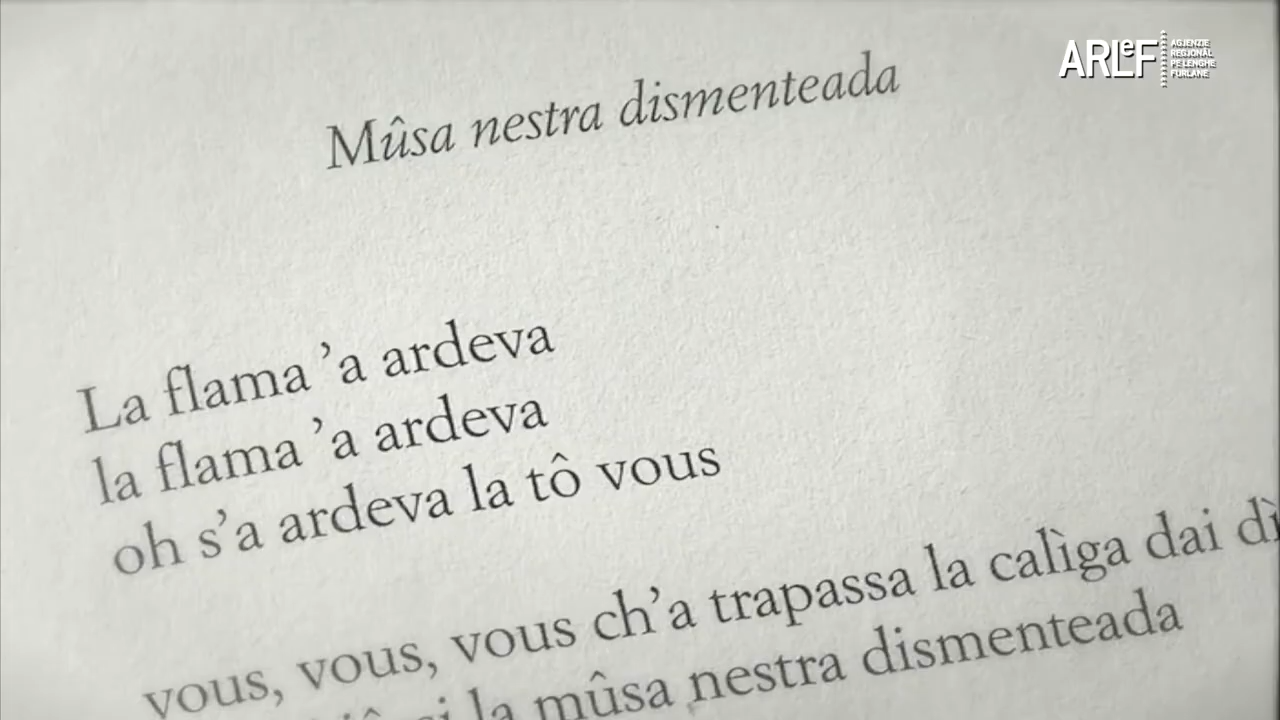 ARLeF
AGJENZIE
REGJONÂL
PE LENGHE
FURLANE
Mûsa nestra dismenteada
La flama ’a ardeva
la flama ’a ardeva
oh s’a ardeva la tô vous
vous, vous, vous ch’a trapassa la calìga dai dì
la mûsa nestra dismenteada